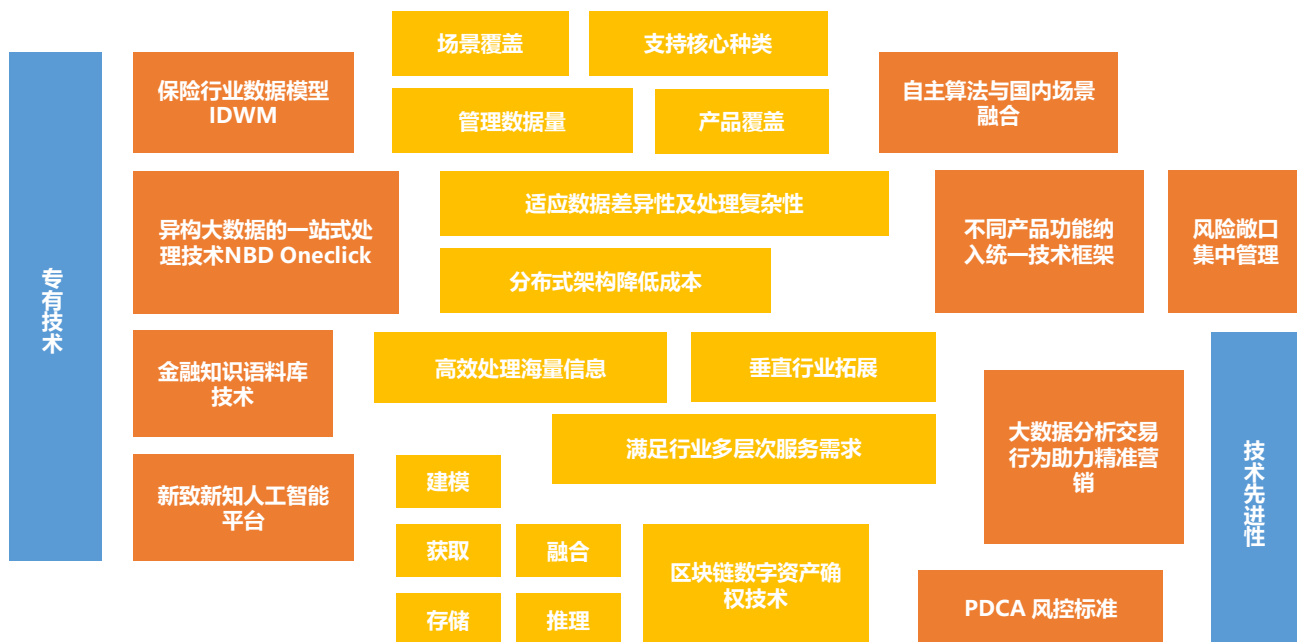 专有技术
保险行业数据模型
IDWM
场景覆盖
支持核心种类
管理数据量
产品覆盖
自主算法与国内场景
融合
异构大数据的一站式处
理技术NBD Oneclick
适应数据差异性及处理复杂性
分布式架构降低成本
不同产品功能纳
入统一技术框架
风险敞口
集中管理
金融知识语料库
技术
高效处理海量信息
垂直行业拓展
满足行业多层次服务需求
大数据分析交易
行为助力精准营
销
技术先进性
新致新知人工智能
平台
建模
获取
融合
存储
推理
区块链数字资产确
权技术
PDCA 风控标准